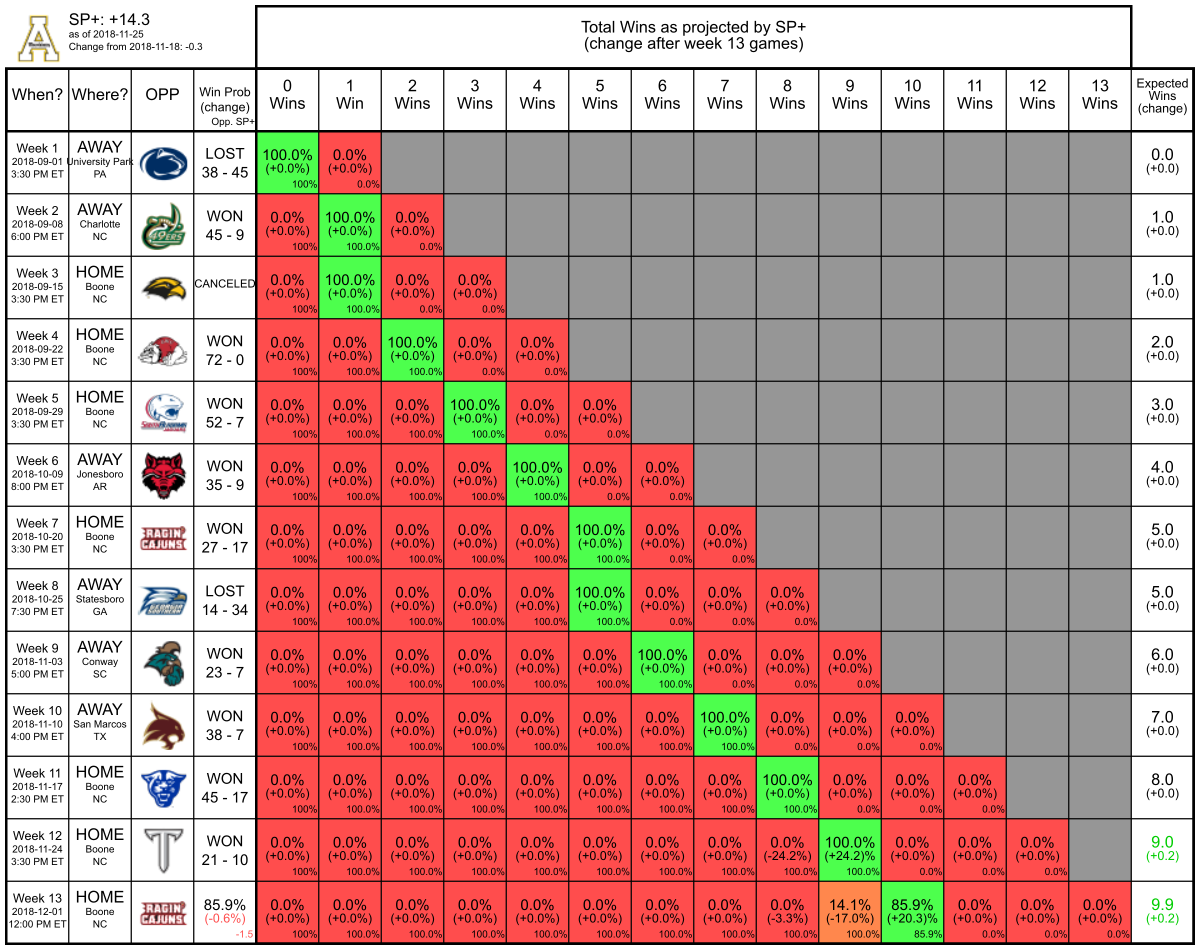 SP+: +14.3
as of 2018-11-25
Change from 2018-11-18: -0.3
Total Wins as projected by SP+
(change after week 13 games)
When? Where? OPP Win Prob (change) Opp. SP+ 0 Wins 1 Win 2 Wins 3 Wins 4 Wins 5 Wins 6 Wins 7 Wins 8 Wins 9 Wins 10 Wins 11 Wins 12 Wins 13 Wins Expected Wins (change)
Week 1 AWAY LOST 100.0% 0.0% 0.0
2018-09-01 University Park 38 - 45 (+0.0%) (+0.0%) (+0.0)
3:30 PM ET PA 100% 0.0%
Week 2 AWAY WON 0.0% 100.0% 0.0% 1.0
2018-09-08 Charlotte 49ERS 45 - 9 (+0.0%) (+0.0%) (+0.0%) (+0.0)
6:00 PM ET NC 100% 100.0% 0.0%
Week 3 HOME CANCELED 0.0% 100.0% 0.0% 0.0% 1.0
2018-09-15 Boone (+0.0%) (+0.0%) (+0.0%) (+0.0%) (+0.0)
3:30 PM ET NC 100% 100.0% 0.0% 0.0%
Week 4 HOME WON 0.0% 0.0% 100.0% 0.0% 0.0% 2.0
2018-09-22 Boone 72 - 0 (+0.0%) (+0.0%) (+0.0%) (+0.0%) (+0.0%) (+0.0)
3:30 PM ET NC 100% 100.0% 100.0% 0.0% 0.0%
Week 5 HOME WON 0.0% 0.0% 0.0% 100.0% 0.0% 0.0% 3.0
2018-09-29 Boone 52 - 7 (+0.0%) (+0.0%) (+0.0%) (+0.0%) (+0.0%) (+0.0%) (+0.0)
3:30 PM ET NC 100% 100.0% 100.0% 100.0% 0.0% 0.0%
Week 6 AWAY WON 0.0% 0.0% 0.0% 0.0% 100.0% 0.0% 0.0% 4.0
2018-10-09 Jonesboro 35 - 9 (+0.0%) (+0.0%) (+0.0%) (+0.0%) (+0.0%) (+0.0%) (+0.0%) (+0.0)
8:00 PM ET AR 100% 100.0% 100.0% 100.0% 100.0% 0.0% 0.0%
Week 7 HOME RAGIN' CAJUNS WON 0.0% 0.0% 0.0% 0.0% 0.0% 100.0% 0.0% 0.0% 5.0
2018-10-20 Boone 27 - 17 (+0.0%) (+0.0%) (+0.0%) (+0.0%) (+0.0%) (+0.0%) (+0.0%) (+0.0%) (+0.0)
3:30 PM ET NC 100% 100.0% 100.0% 100.0% 100.0% 100.0% 0.0% 0.0%
Week 8 AWAY LOST 0.0% 0.0% 0.0% 0.0% 0.0% 100.0% 0.0% 0.0% 0.0% 5.0
2018-10-25 Statesboro GEORGIA SOUTHERN 14 - 34 (+0.0%) (+0.0%) (+0.0%) (+0.0%) (+0.0%) (+0.0%) (+0.0%) (+0.0%) (+0.0%) (+0.0)
7:30 PM ET GA 100% 100.0% 100.0% 100.0% 100.0% 100.0% 0.0% 0.0% 0.0%
Week 9 AWAY WON 0.0% 0.0% 0.0% 0.0% 0.0% 0.0% 100.0% 0.0% 0.0% 0.0% 6.0
2018-11-03 Conway 23 - 7 (+0.0%) (+0.0%) (+0.0%) (+0.0%) (+0.0%) (+0.0%) (+0.0%) (+0.0%) (+0.0%) (+0.0%) (+0.0)
5:00 PM ET SC 100% 100.0% 100.0% 100.0% 100.0% 100.0% 100.0% 0.0% 0.0% 0.0%
Week 10 AWAY WON 0.0% 0.0% 0.0% 0.0% 0.0% 0.0% 0.0% 100.0% 0.0% 0.0% 0.0% 7.0
2018-11-10 San Marcos 38 - 7 (+0.0%) (+0.0%) (+0.0%) (+0.0%) (+0.0%) (+0.0%) (+0.0%) (+0.0%) (+0.0%) (+0.0%) (+0.0%) (+0.0)
4:00 PM ET TX 100% 100.0% 100.0% 100.0% 100.0% 100.0% 100.0% 100.0% 0.0% 0.0% 0.0%
Week 11 HOME WON 0.0% 0.0% 0.0% 0.0% 0.0% 0.0% 0.0% 0.0% 100.0% 0.0% 0.0% 0.0% 8.0
2018-11-17 Boone 45 - 17 (+0.0%) (+0.0%) (+0.0%) (+0.0%) (+0.0%) (+0.0%) (+0.0%) (+0.0%) (+0.0%) (+0.0%) (+0.0%) (+0.0%) (+0.0)
2:30 PM ET NC 100% 100.0% 100.0% 100.0% 100.0% 100.0% 100.0% 100.0% 100.0% 0.0% 0.0% 0.0%
Week 12 HOME T WON 0.0% 0.0% 0.0% 0.0% 0.0% 0.0% 0.0% 0.0% 0.0% 100.0% 0.0% 0.0% 0.0% 9.0
2018-11-24 Boone 21 - 10 (+0.0%) (+0.0%) (+0.0%) (+0.0%) (+0.0%) (+0.0%) (+0.0%) (+0.0%) (-24.2%) (+24.2)% (+0.0%) (+0.0%) (+0.0%) (+0.2)
3:30 PM ET NC 100% 100.0% 100.0% 100.0% 100.0% 100.0% 100.0% 100.0% 100.0% 100.0% 0.0% 0.0% 0.0%
Week 13 HOME RAGIN' CAJUNS 85.9% 0.0% 0.0% 0.0% 0.0% 0.0% 0.0% 0.0% 0.0% 0.0% 14.1% 85.9% 0.0% 0.0% 0.0% 9.9
2018-12-01 Boone (-0.6%) (+0.0%) (+0.0%) (+0.0%) (+0.0%) (+0.0%) (+0.0%) (+0.0%) (+0.0%) (-3.3%) (-17.0%) (+20.3)% (+0.0%) (+0.0%) (+0.0%) (+0.2)
12:00 PM ET NC -1.5 100% 100.0% 100.0% 100.0% 100.0% 100.0% 100.0% 100.0% 100.0% 100.0% 85.9% 0.0% 0.0% 0.0%